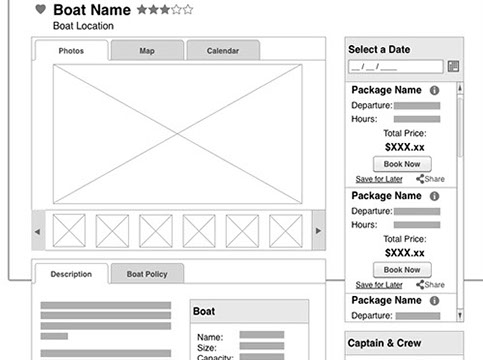 Boat Name
Boat Location
Photos
Map
Calendar
Select a Date
__ / __ / ____
Package Name
Departure:
Hours:
Total Price:
$XXX.xx
Book Now
Save for Later
Share
Package Name
Departure:
Hours:
Total Price:
$XXX.xx
Book Now
Save for Later
Share
Package Name
Departure:
Description
Boat Policy
Boat
Name:
Size:
Capacity:
Captain & Crew